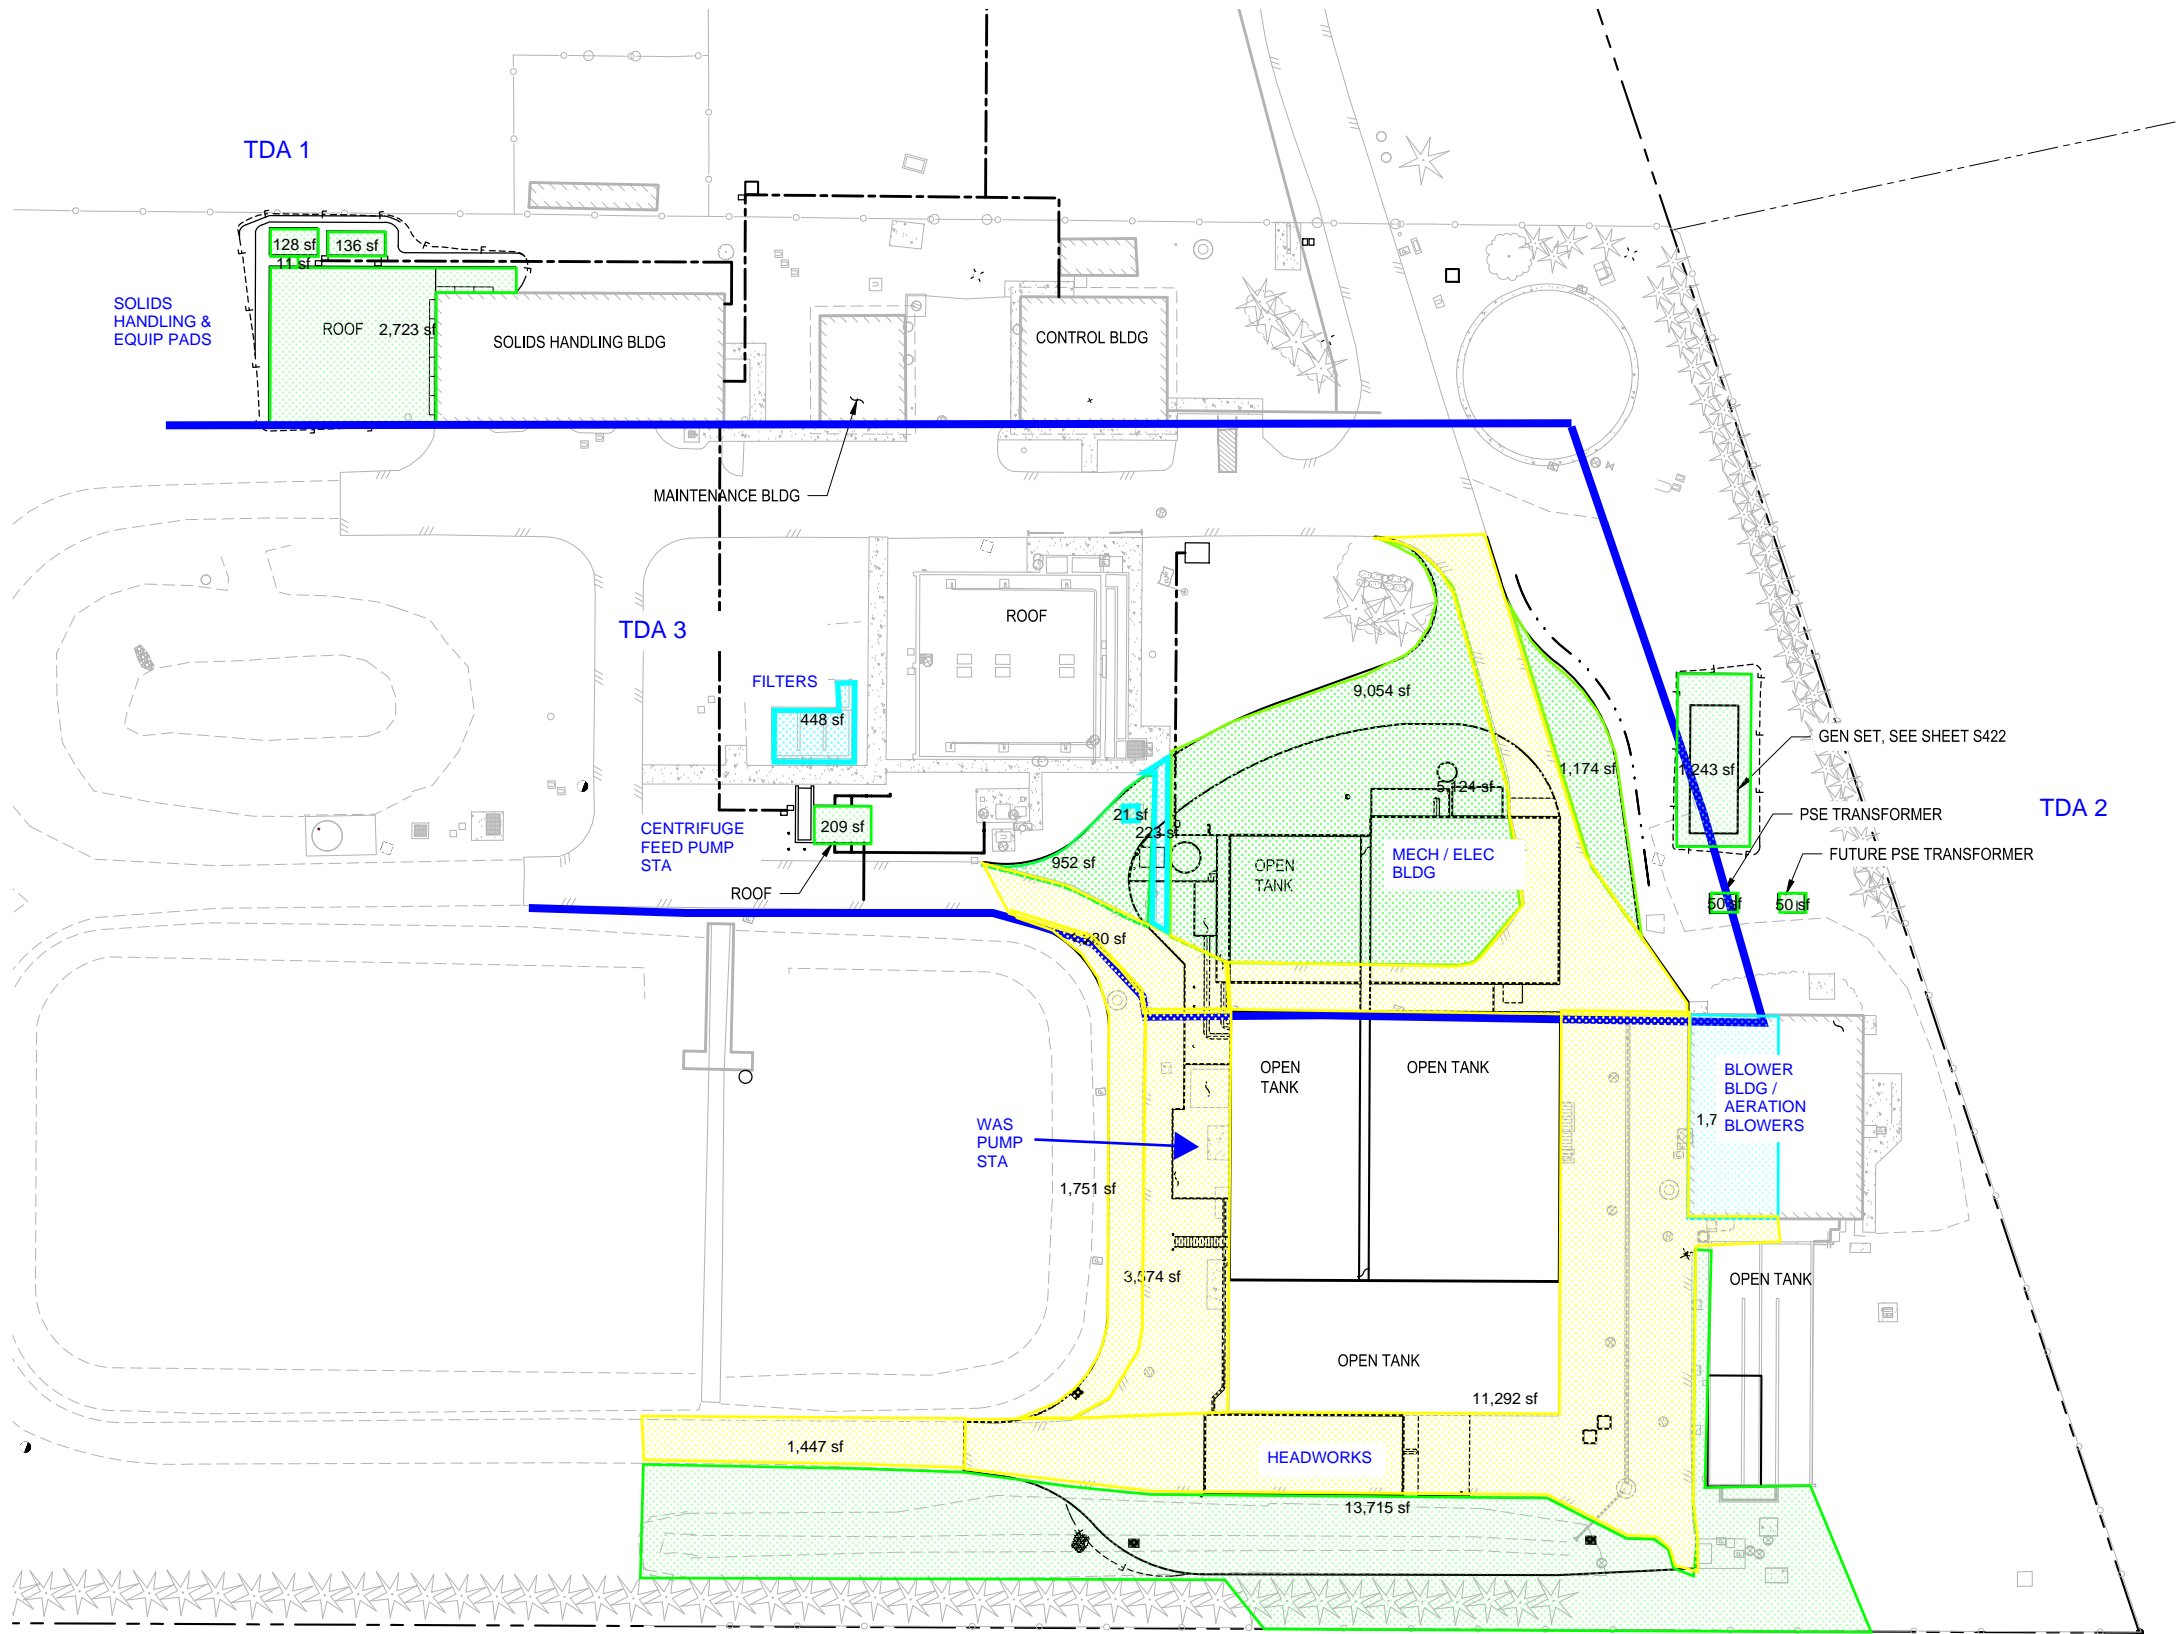 TDA 1
128 sf
136 sf
11 sf
SOLIDS
HANDLING &
EQUIP PADS
ROOF
2,723 sf
SOLIDS HANDLING BLDG
CONTROL BLDG
MAINTENANCE BLDG
TDA 3
ROOF
FILTERS
448 sf
9,054 sf
GEN SET, SEE SHEET S422
1,174 sf
5,124 sf
TDA 2
PSE TRANSFORMER
21 sf
209 sf
CENTRIFUGE
FEED PUMP
STA
223 sf
952 sf
OPEN
TANK
MECH / ELEC
BLDG
FUTURE PSE TRANSFORMER
ROOF
50 sf
50 sf
OPEN
TANK
OPEN TANK
BLOWER
BLDG /
AERATION
BLOWERS
1,7
WAS
PUMP
STA
1,751 sf
3,574 sf
OPEN TANK
OPEN TANK
11,292 sf
1,447 sf
HEADWORKS
13,715 sf